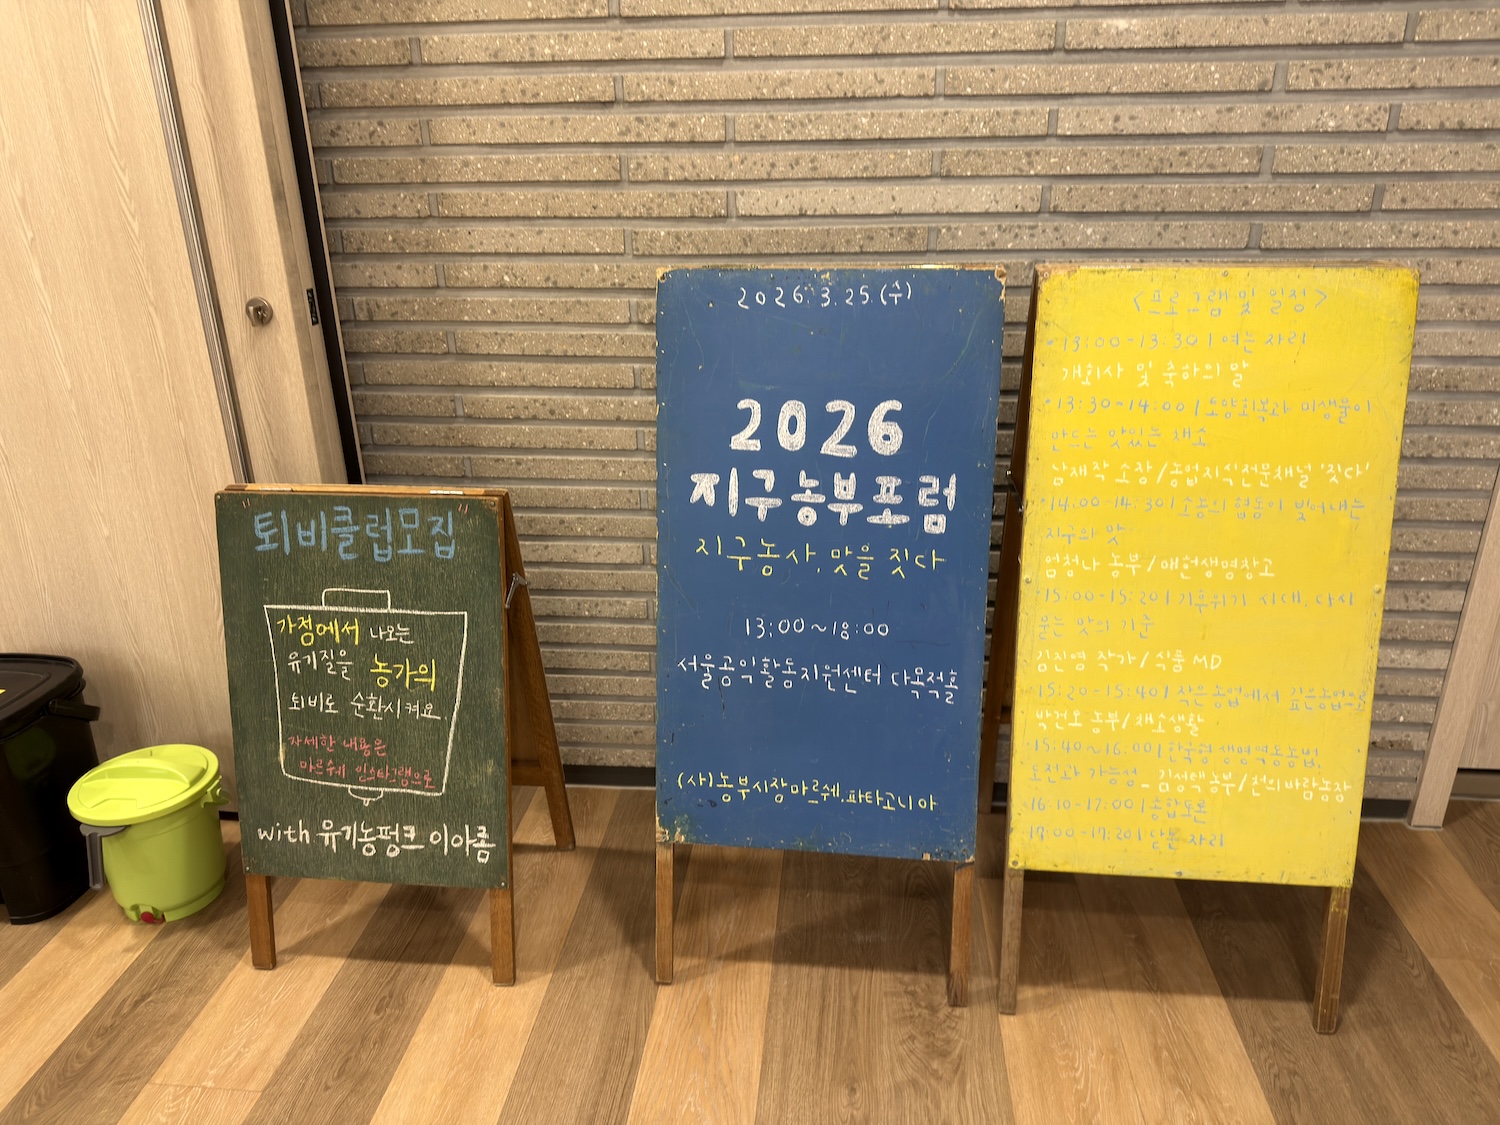 "퇴비클럽모집"
가정에서 나오는
유기질을 농가의
퇴비로 순환시켜요.
자세한 내용은
마르쉐 인스타그램으로
with 유기농펑크 이아롬
2026.3.25.(수)
2026
지구농부포럼
지구농사, 맛을 짓다
13:00~18:00
서울공익활동지원센터 다목적홀
(사)농부시장마르쉐, 파타고니아
<프로그램 및 일정>
•13:00-13:30 | 여는 자리
개회사 및 축하의 말
•13:30-14:00 | 토양회복과 미생물이
만드는 맛있는 채소
남재작 소장/농업지식전문채널 '짓다'
•14:00-14:30 | 소농의 협동이 빚어내는
지구의 맛
엄청나 농부/매헌생명창고
•15:00-15:20 | 기후위기 시대, 다시
묻는 맛의 기준
김진영 작가/식품MD
•15:20-15:40 | 작은농업에서 깊은농업으로
박건오 농부/채소생활
•15:40~16:00 | 한국형생명역동농법,
도전과 가능성 - 김성택농부/천의바람농장
•16:10-17:00 | 종합토론
17:00-17:20 | 닫는 자리